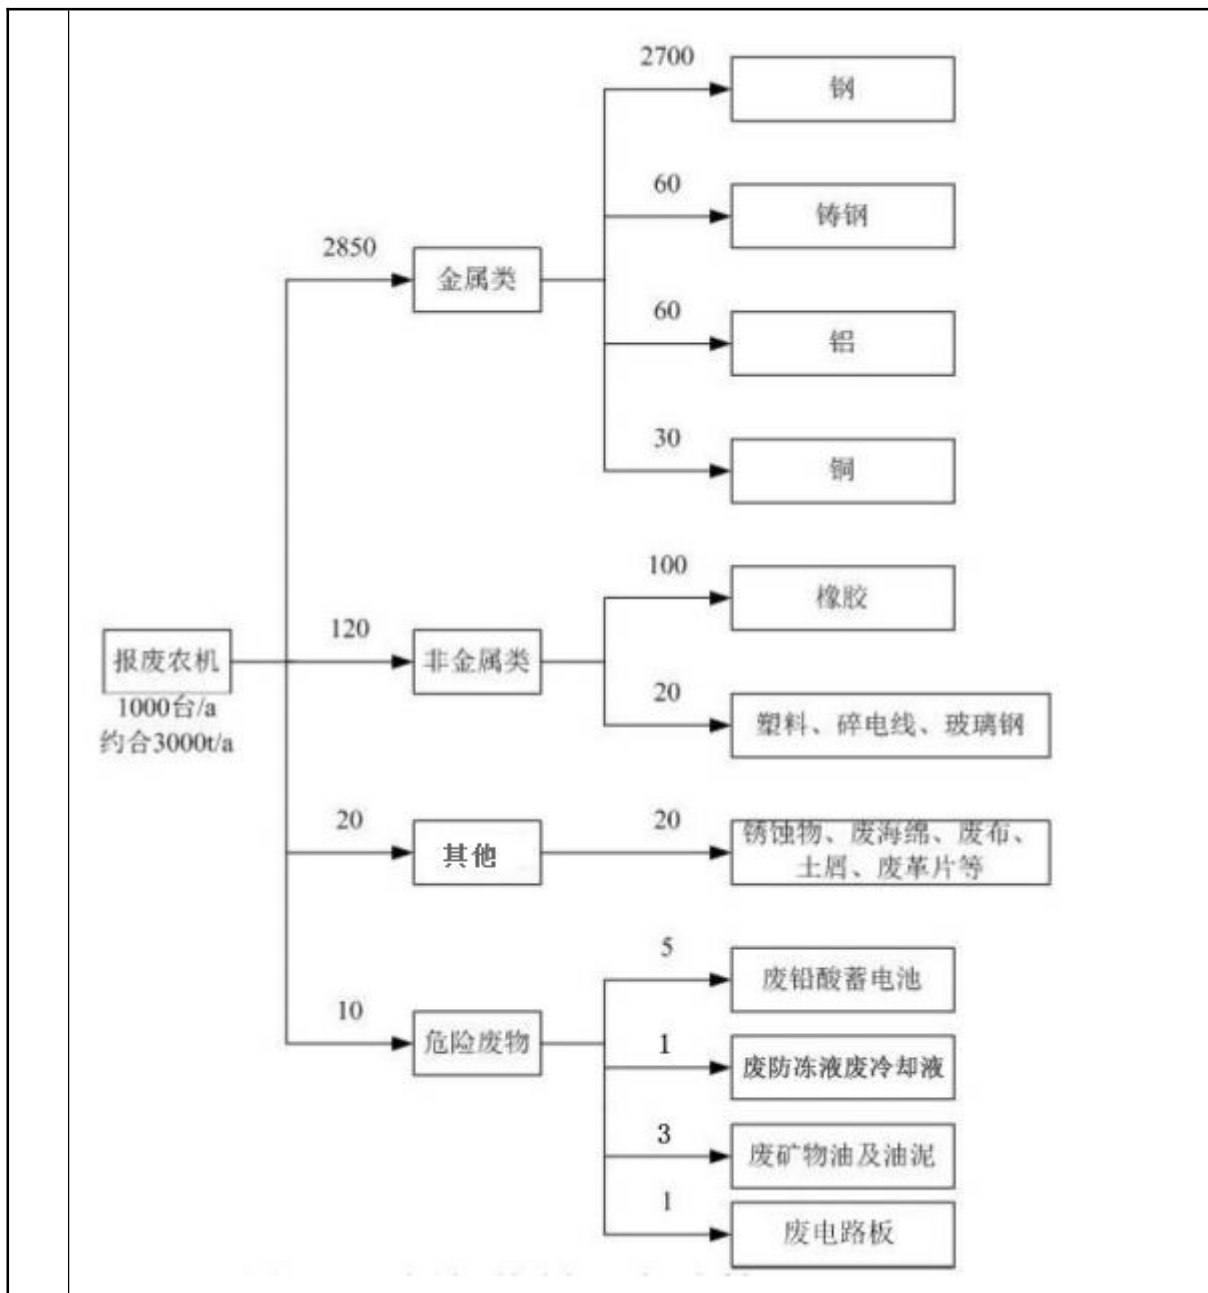 2700
钢
60
铸钢
2850
金属类
60
铝
30
铜
100
橡胶
报废农机
1000台/a
约合3000t/a
120
非金属类
20
塑料、碎电线、玻璃钢
20
其他
20
锈蚀物、废海绵、废布、
土屑、废革片等
5
废铅酸蓄电池
10
危险废物
1
废防冻液废冷却液
3
废矿物油及油泥
1
废电路板